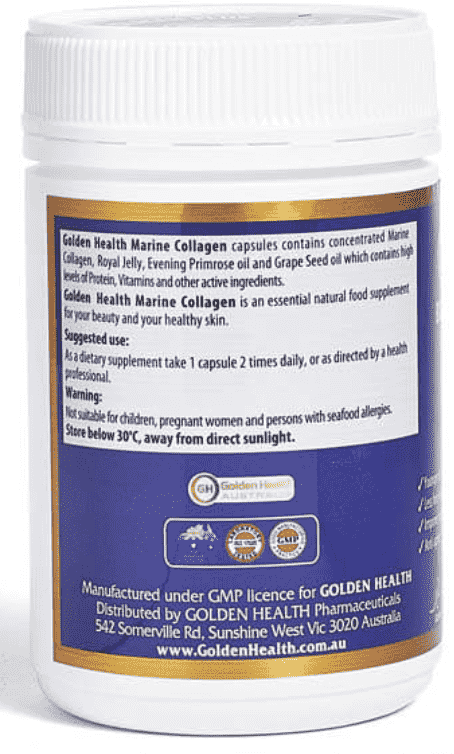 Golden Health Marine Collagen capsules contains concentrated Marine
Collagen, Royal Jelly, Evening Primrose oil and Grape Seed oil which contains high
levels of Protein, Vitamins and other active ingredients.
Golden Health Marine Collagen is an essential natural food supplement
for your beauty and your healthy skin.
Suggested use:
As a dietary supplement take 1 capsule 2 times daily, or as directed by a health
professional.
Warning:
Not suitable for children, pregnant women and persons with seafood allergies.
Store below 30°C, away from direct sunlight.
GH Golden Health
AUSTRALIA
GMP
Manufactured under GMP licence for GOLDEN HEALTH
Distributed by GOLDEN HEALTH Pharmaceuticals
542 Somerville Rd, Sunshine West Vic 3020 Australia
www.GoldenHealth.com.au